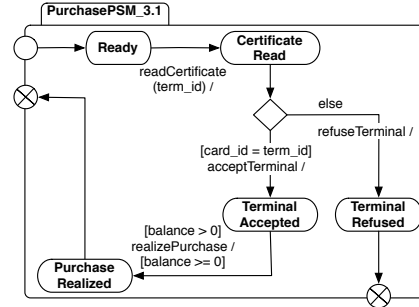 PurchasePSM_3.1
Ready
Certificate
Read
readCertificate
(term_id) /
else
refuseTerminal /
[card_id = term_id]
acceptTerminal /
Terminal
Accepted
Terminal
Refused
[balance > 0]
realizePurchase /
[balance >= 0]
Purchase
Realized